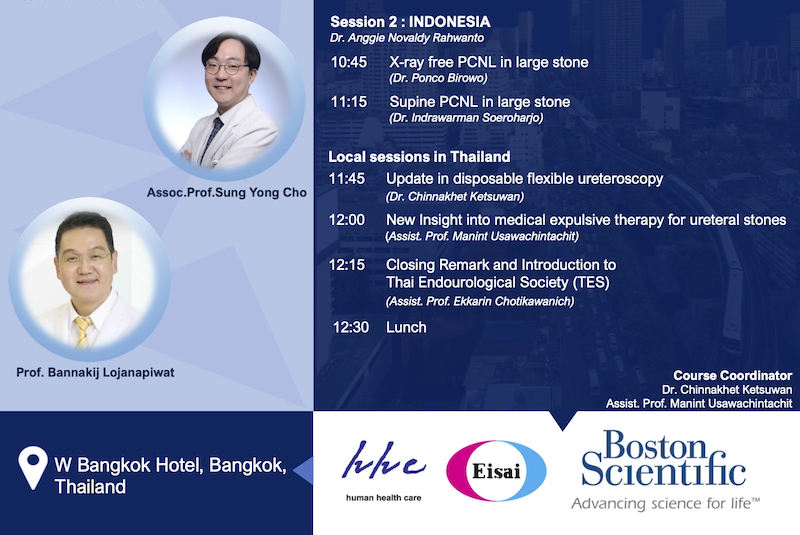 Session 2 : INDONESIA
Dr. Anggie Novaldy Rahwanto
10:45 X-ray free PCNL in large stone
(Dr. Ponco Birowo)
11:15 Supine PCNL in large stone
(Dr. Indrawarman Soeroharjo)
Assoc.Prof.Sung Yong Cho
Local sessions in Thailand
11:45 Update in disposable flexible ureteroscopy
(Dr. Chinnakhet Ketsuwan)
12:00 New Insight into medical expulsive therapy for ureteral stones
(Assist. Prof. Manint Usawachintachit)
12:15 Closing Remark and Introduction to
Thai Endourological Society (TES)
(Assist. Prof. Ekkarin Chotikawanich)
12:30 Lunch
Prof. Bannakij Lojanapiwat
Course Coordinator
Dr. Chinnakhet Ketsuwan
Assist. Prof. Manint Usawachintachit
W Bangkok Hotel, Bangkok,
Thailand
hhc
human health care
Eisai
Boston
Scientific
Advancing science for life™